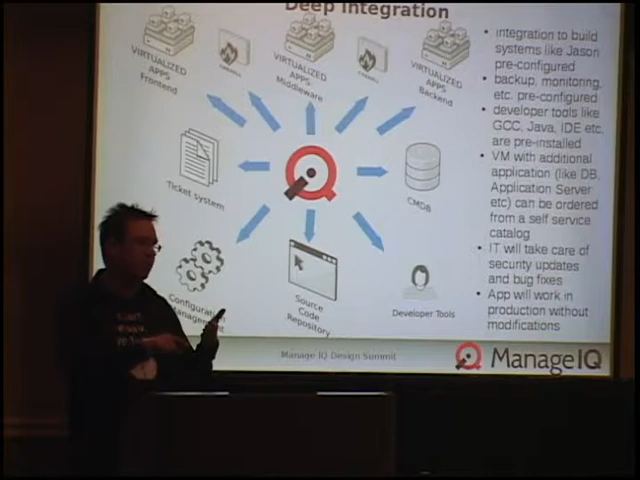 Deep Integration
VIRTUALIZED
APPS
Frontend
VIRTUALIZED
APPS
Middleware
VIRTUALIZED
APPS
Backend
Ticket system
CMDB
Configuration
Management
Source
Code
Repository
Developer Tools
• integration to build
systems like Jason
pre-configured
• backup, monitoring,
etc. pre-configured
• developer tools like
GCC, Java, IDE etc.
are pre-installed
• VM with additional
application (like DB,
Application Server
etc) can be ordered
from a self service
catalog
• IT will take care of
security updates
and bug fixes
• App will work in
production without
modifications
Manage IQ Design Summit
ManageIQ